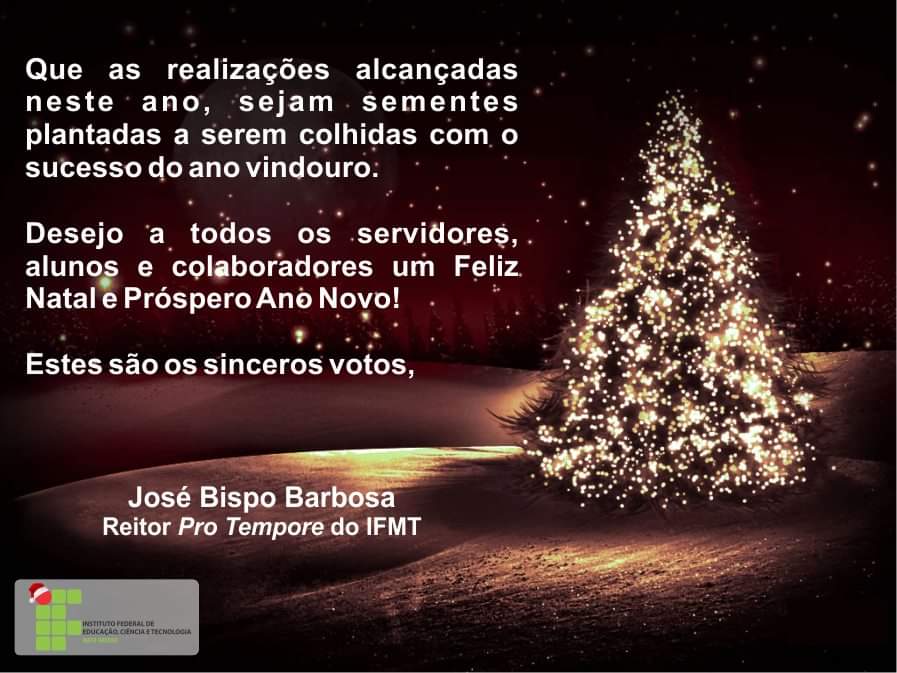 Que as realizações alcançadas
neste ano, sejam sementes
plantadas a serem colhidas com o
sucesso do ano vindouro.
Desejo a todos os servidores,
alunos e colaboradores um Feliz
Natal e Próspero Ano Novo!
Estes são os sinceros votos,
José Bispo Barbosa
Reitor Pro Tempore do IFMT
INSTITUTO FEDERAL DE
EDUCAÇÃO, CIÊNCIA E TECNOLOGIA
MATO GROSSO